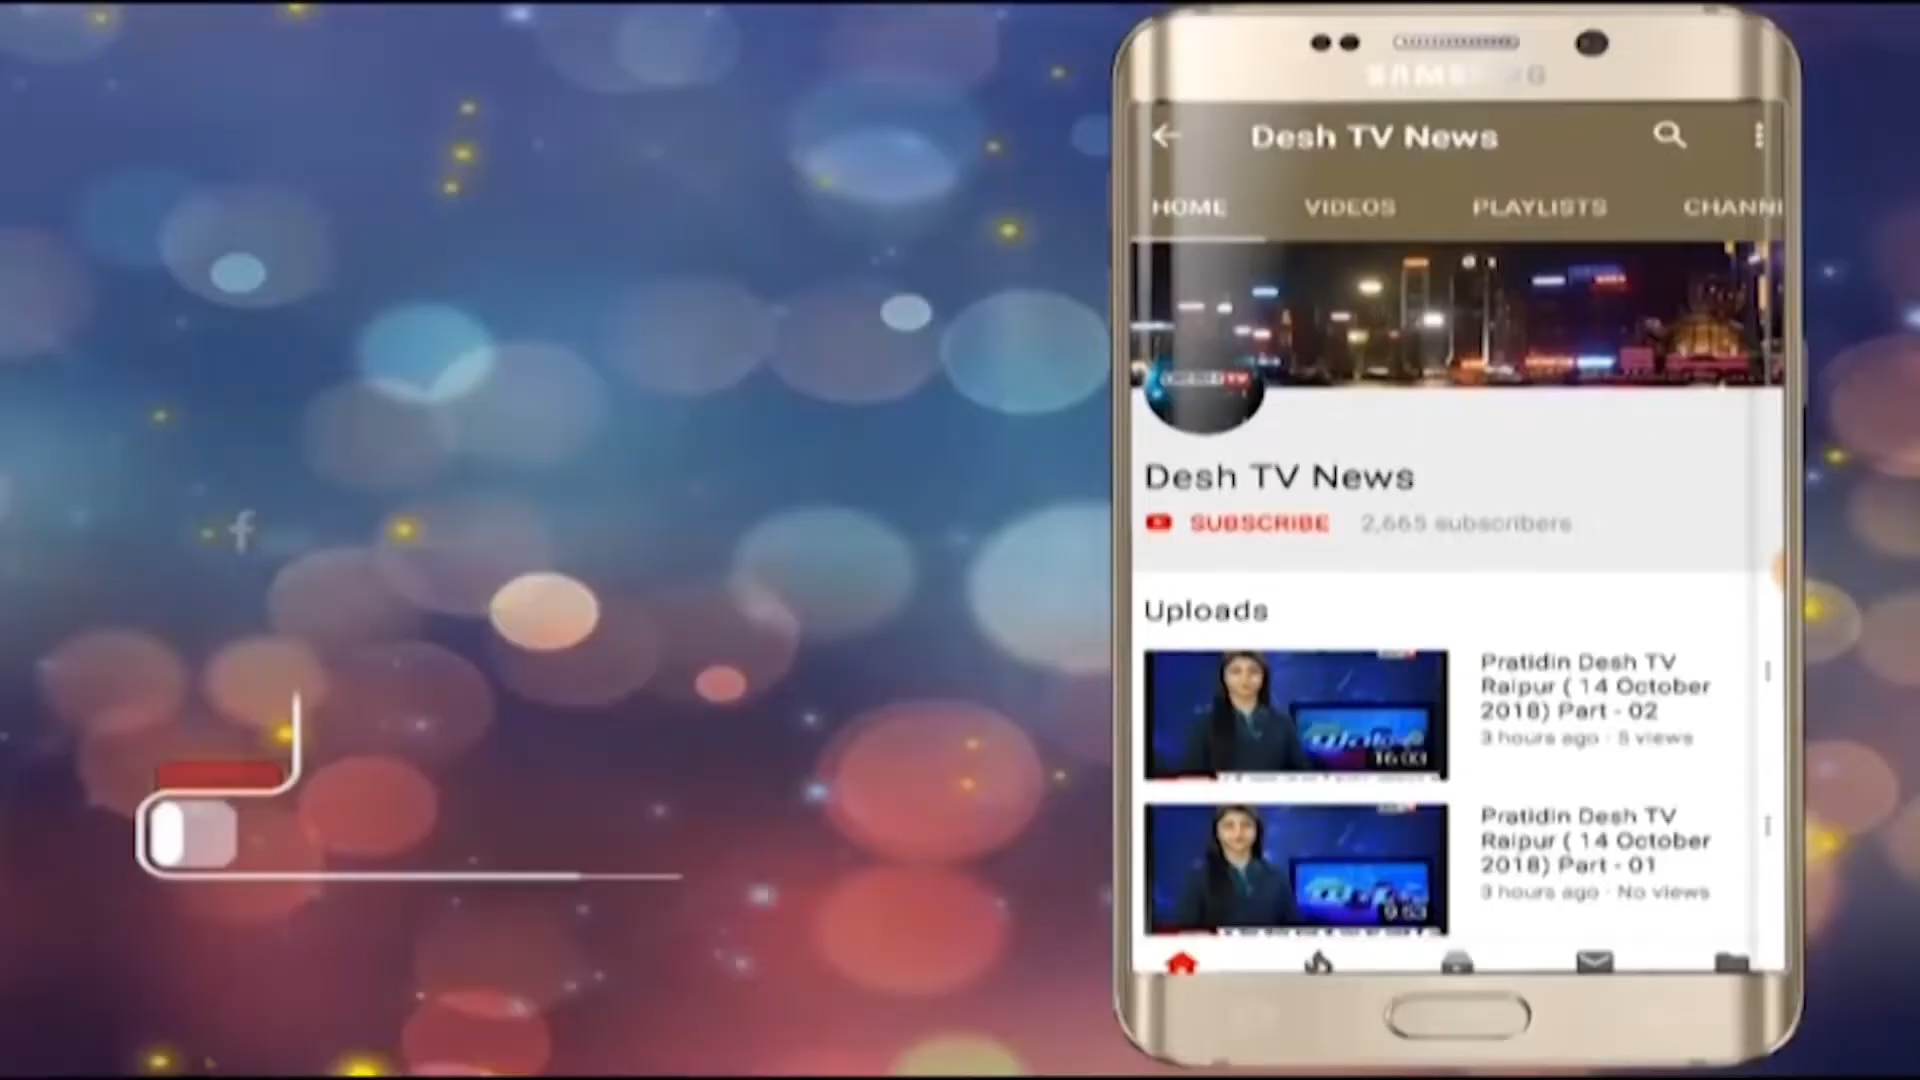 SAMSUNG
Desh TV News
HOME VIDEOS PLAYLISTS CHANNE
Desh TV News
SUBSCRIBE 2,665 subscribers
Uploads
Pratidin Desh TV
Raipur ( 14 October
2018) Part - 02
3 hours ago · 5 views
16:03
Pratidin Desh TV
Raipur ( 14 October
2018) Part - 01
3 hours ago · No views
9:53
f